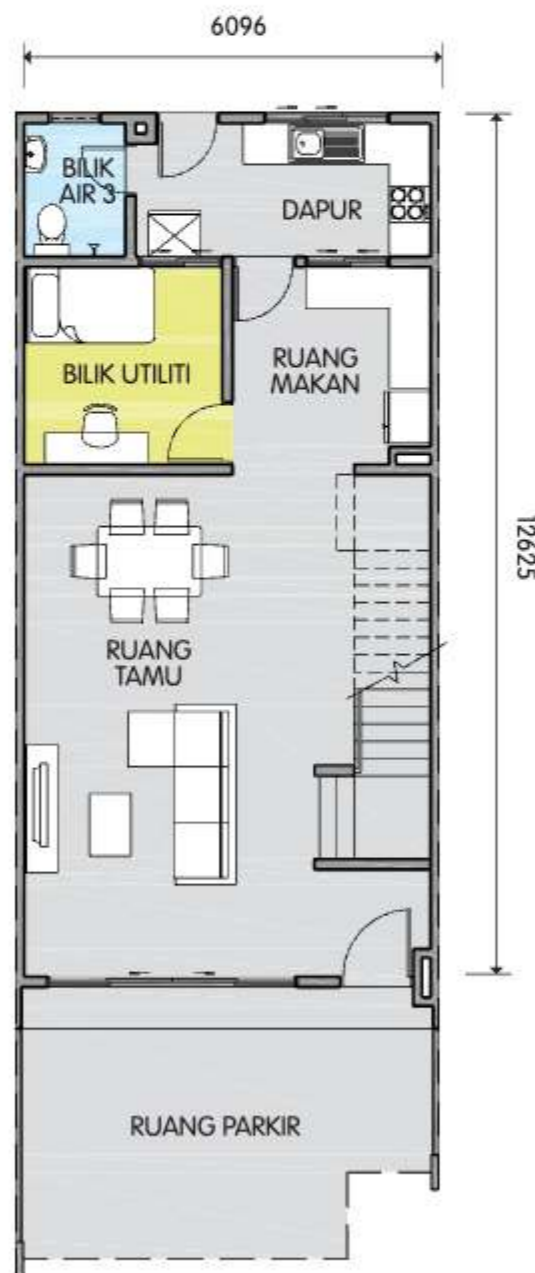 6096
BILIK
AIR 3
DAPUR
BILIK UTILITI
RUANG
MAKAN
12625
RUANG
TAMU
RUANG PARKIR